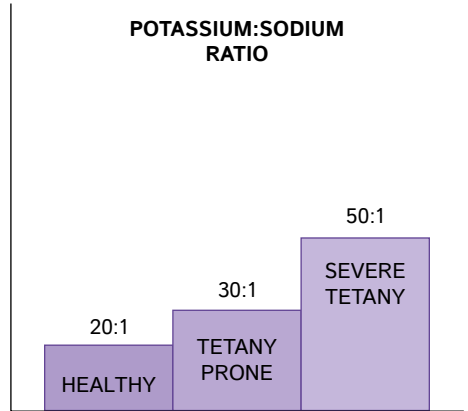 POTASSIUM:SODIUM
RATIO
50:1
SEVERE
TETANY
30:1
TETANY
PRONE
20:1
HEALTHY